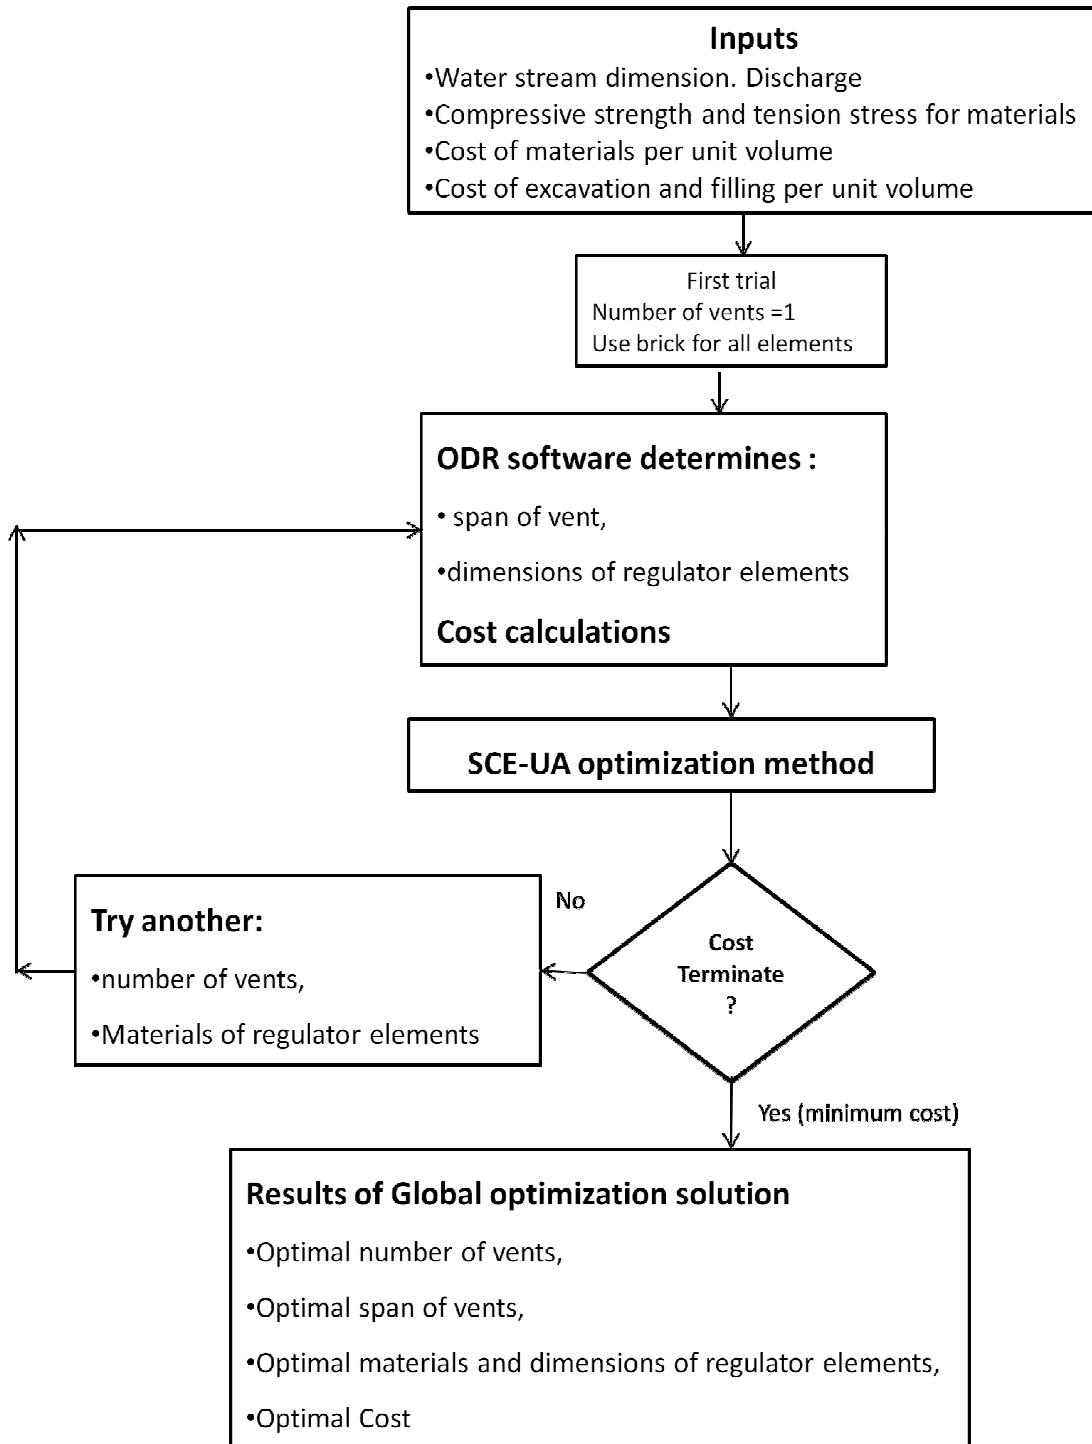 Inputs
•Water stream dimension. Discharge
•Compressive strength and tension stress for materials
•Cost of materials per unit volume
•Cost of excavation and filling per unit volume
First trial
Number of vents =1
Use brick for all elements
ODR software determines :
• span of vent,
•dimensions of regulator elements
Cost calculations
SCE-UA optimization method
Cost
Terminate
?
No
Try another:
•number of vents,
•Materials of regulator elements
Yes (minimum cost)
Results of Global optimization solution
•Optimal number of vents,
•Optimal span of vents,
•Optimal materials and dimensions of regulator elements,
•Optimal Cost